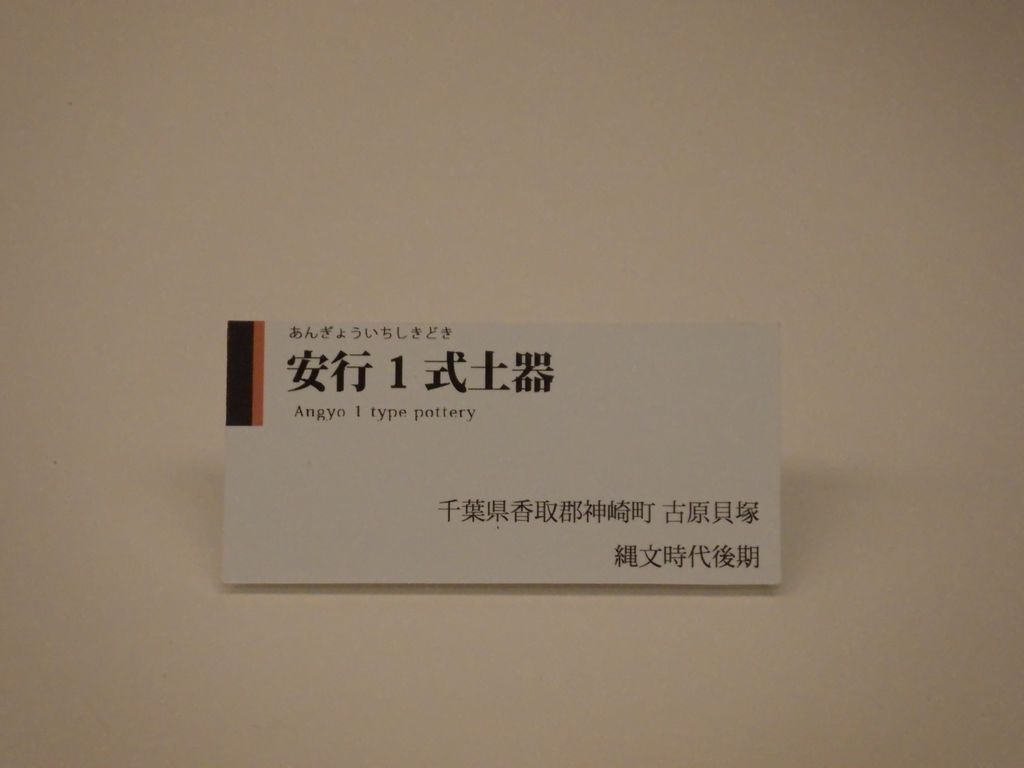 あんぎょういちしきどき
安行 1 式土器
Angyo 1 type pottery
千葉県香取郡神崎町 古原貝塚
縄文時代後期